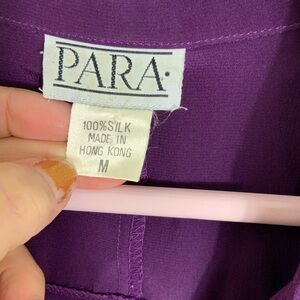 PARA.
100% SILK
MADE IN
HONG KONG
M